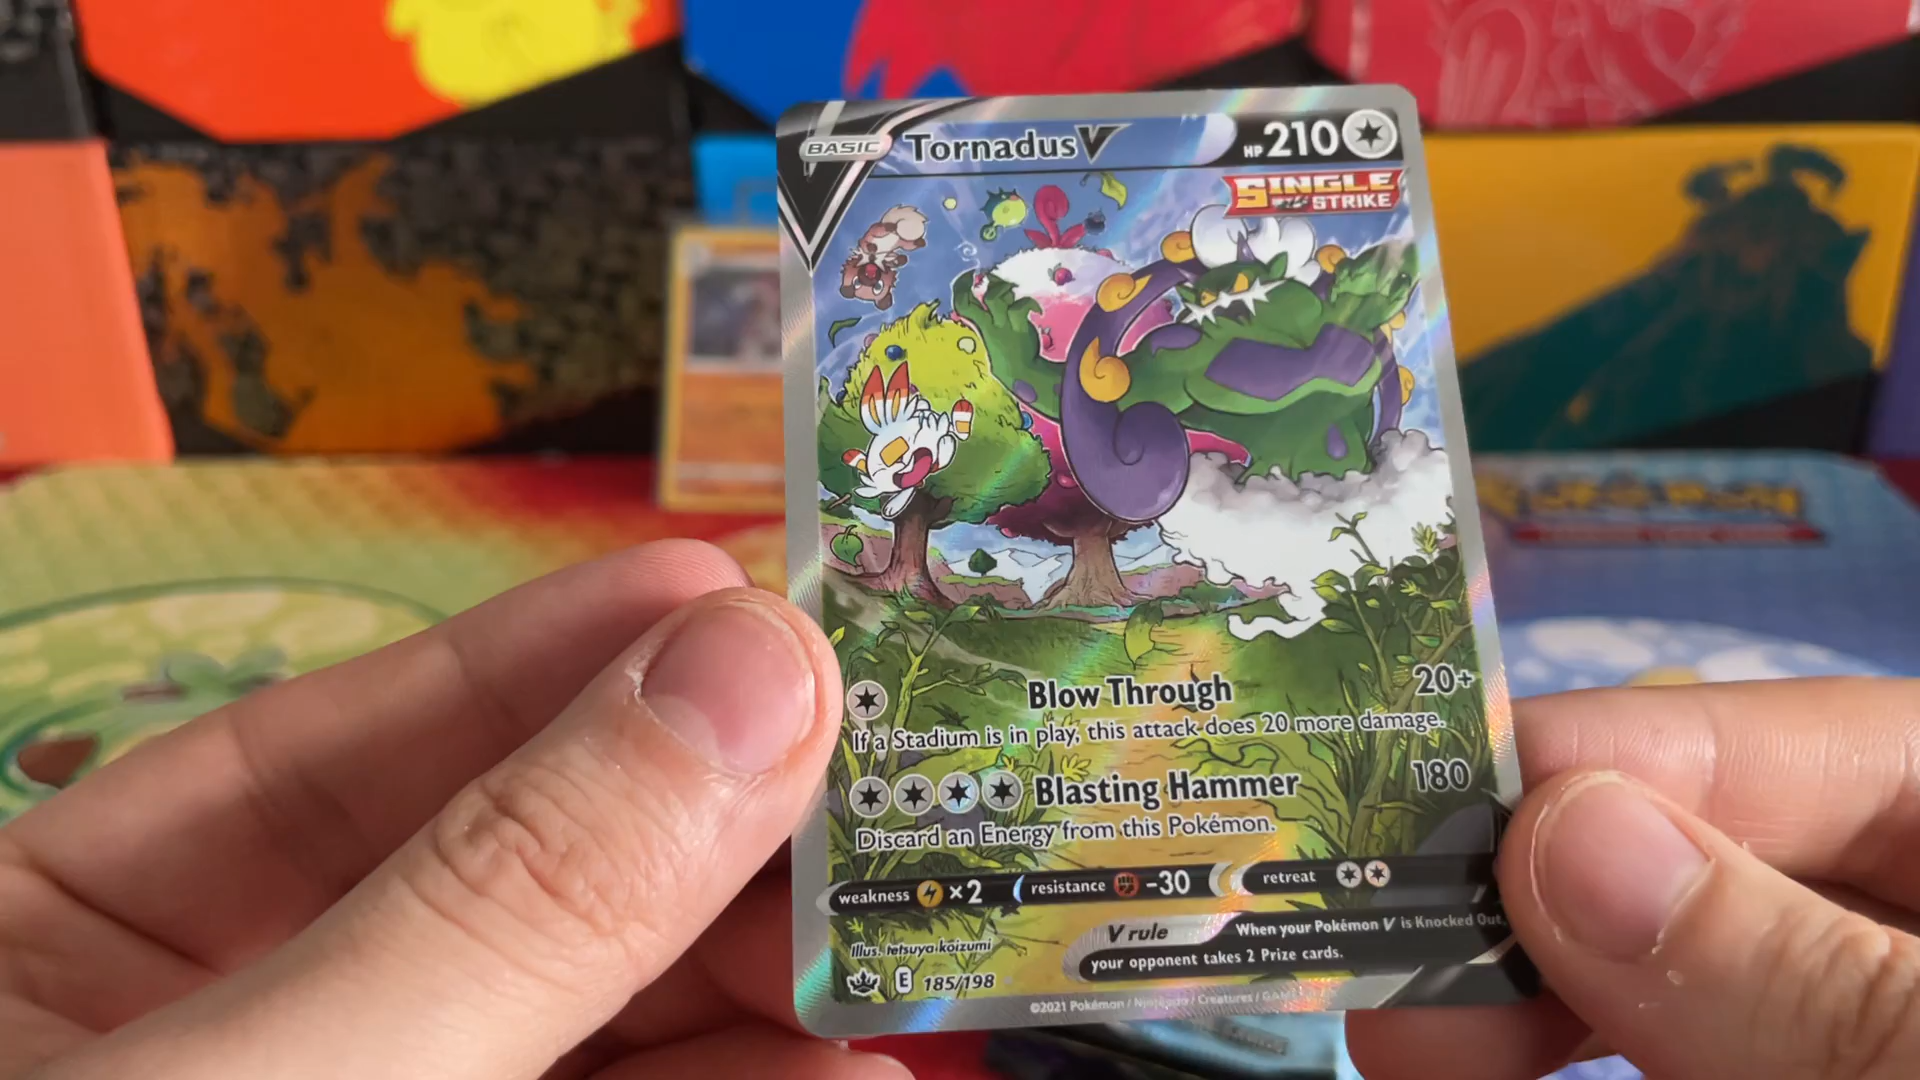 BASIC Tornadus V HP 210
SINGLE
STRIKE
Blow Through 20+
If a Stadium is in play, this attack does 20 more damage.
Blasting Hammer 180
Discard an Energy from this Pokémon.
weakness ×2 resistance -30 retreat
V rule When your Pokémon V is Knocked Out,
your opponent takes 2 Prize cards.
Illus. tetsuya koizumi
E 185/198
©2021 Pokémon / Nintendo / Creatures /